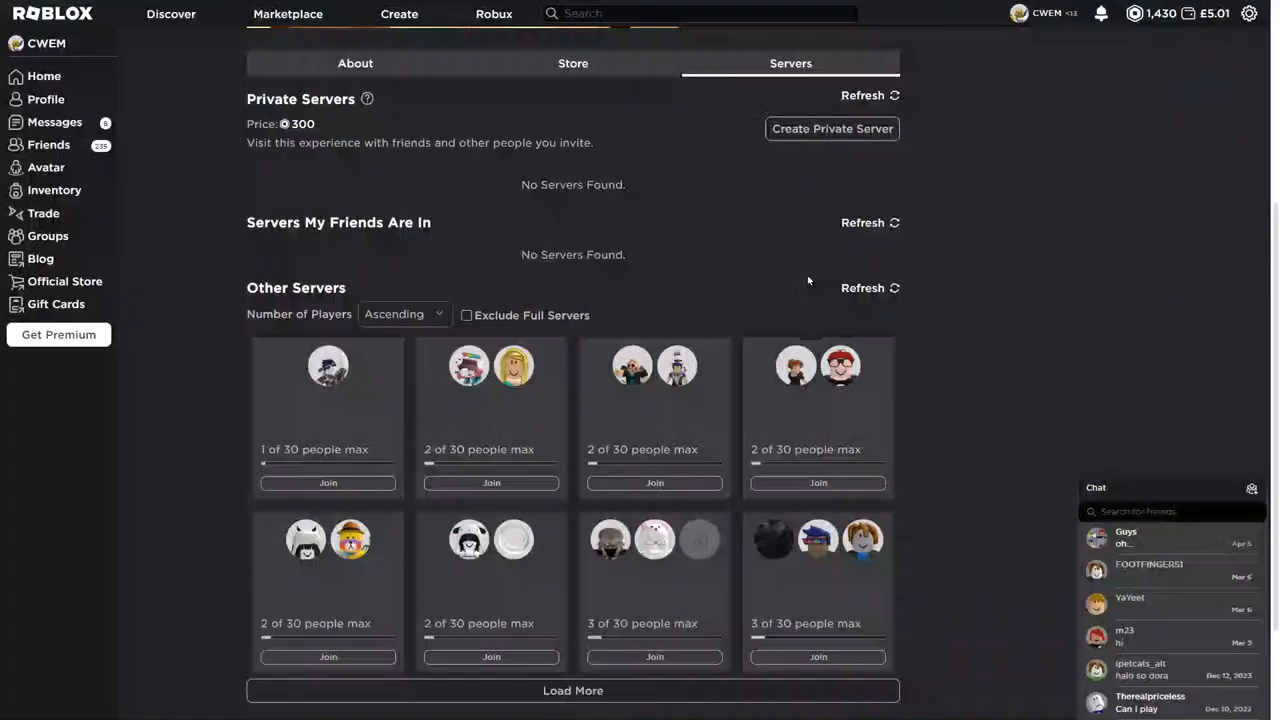 ROBLOX Discover Marketplace Create Robux Search CWEM <13 1,430 £5.01
CWEM
Home
Profile
Messages 8
Friends 235
Avatar
Inventory
Trade
Groups
Blog
Official Store
Gift Cards
Get Premium
About Store Servers
Private Servers Refresh
Price: 300 Create Private Server
Visit this experience with friends and other people you invite.
No Servers Found.
Servers My Friends Are In Refresh
No Servers Found.
Other Servers Refresh
Number of Players Ascending Exclude Full Servers
1 of 30 people max 2 of 30 people max 2 of 30 people max 2 of 30 people max
Join Join Join Join
2 of 30 people max 2 of 30 people max 3 of 30 people max 3 of 30 people max
Join Join Join Join
Load More
Chat
Search for friends
Guys
oh... Apr 5
FOOTFINGERS1
Mar 6
YaYeet
Mar 6
m23
hi Mar 2
ipetcats_alt
halo so dora Dec 12, 2023
Therealpriceless
Can I play Dec 10, 2023